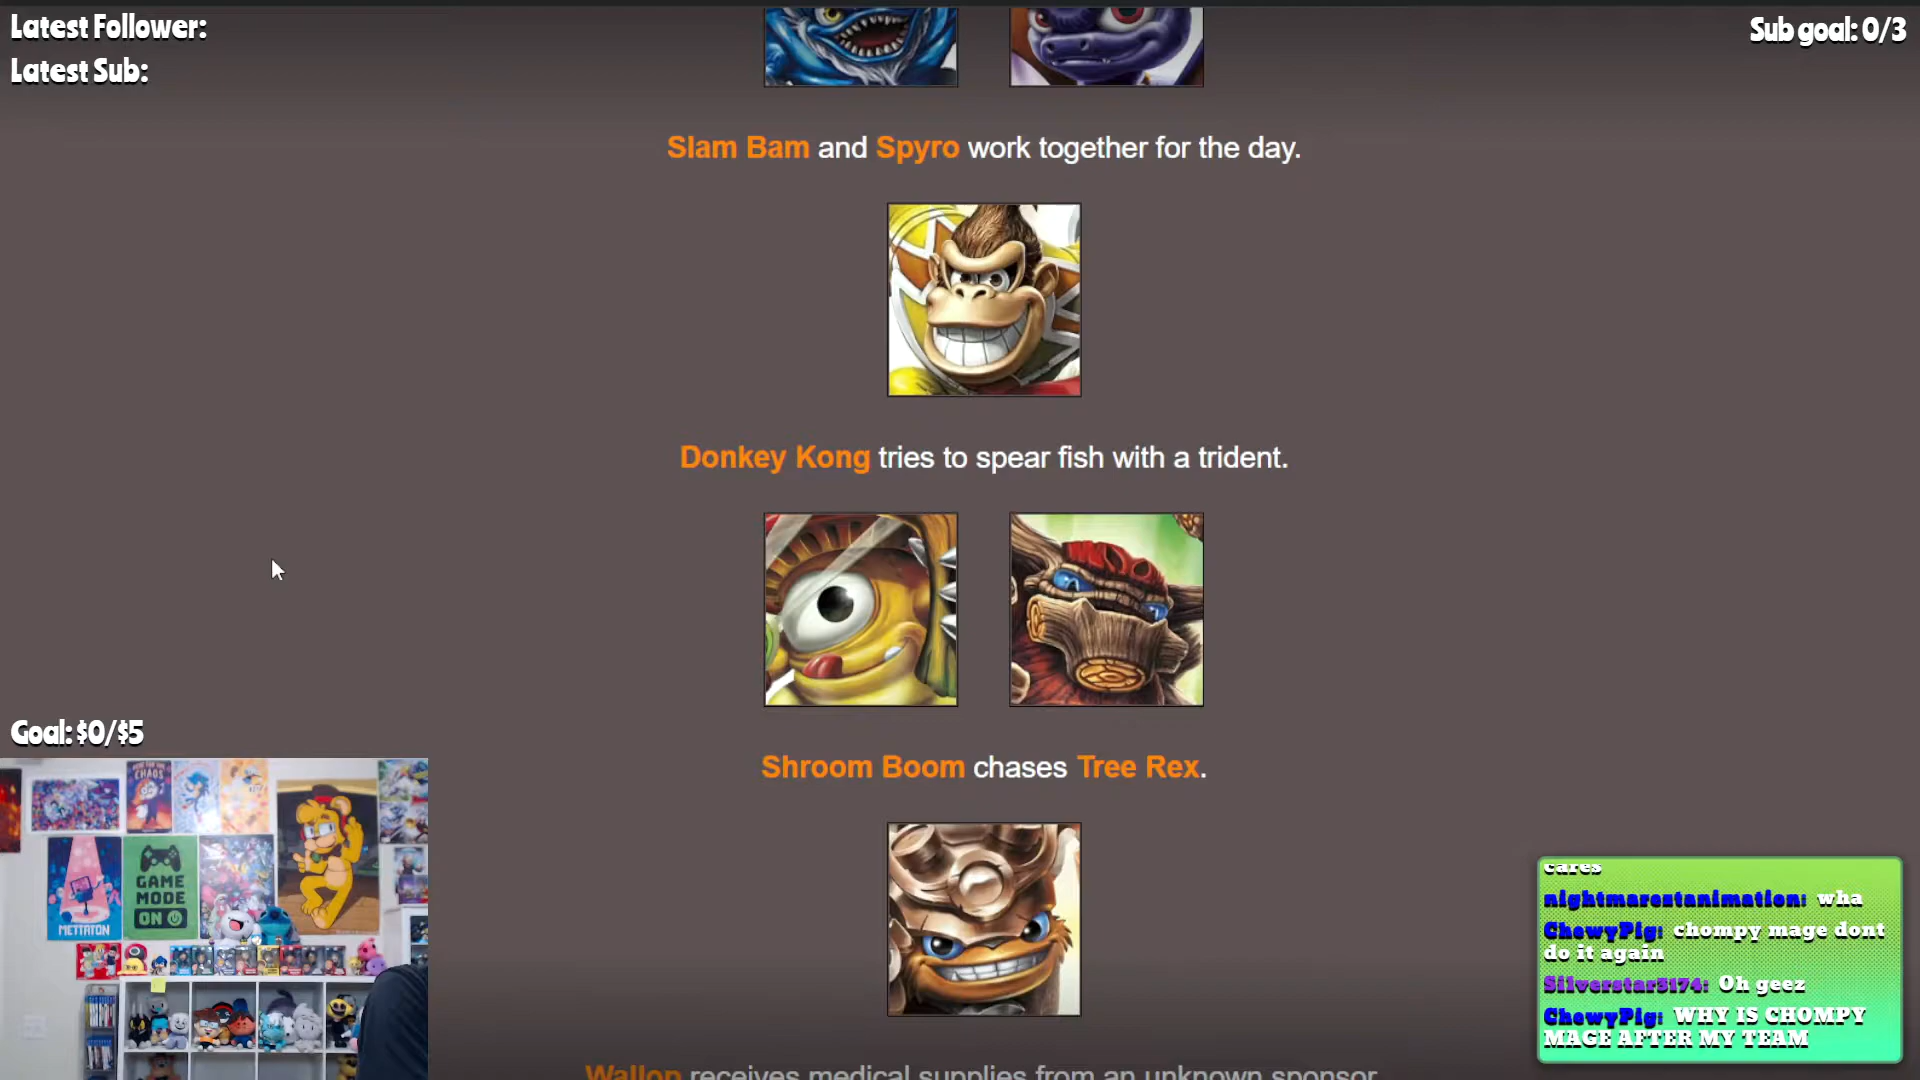 Latest Follower:
Latest Sub:
Sub goal: 0/3
Slam Bam and Spyro work together for the day.
Donkey Kong tries to spear fish with a trident.
Shroom Boom chases Tree Rex.
Wallop receives medical supplies from an unknown sponsor.
Goal: $0/$5
METTATON
GAME
MODE
ON
CHAOS
cares
nightmarestanimation: wha
ChewyPig: chompy mage dont
do it again
Silverstar3174: Oh geez
ChewyPig: WHY IS CHOMPY
MAGE AFTER MY TEAM